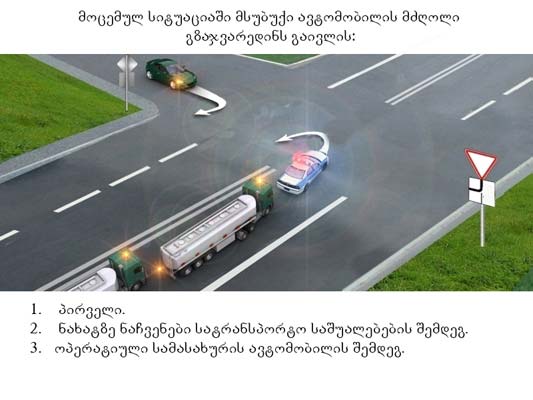 მოცემულ სიტუაციაში მსუბუქი ავტომობილის მძღოლი
გზაჯვარედინს გაივლის:
1. პირველი.
2. ნახატზე ნაჩვენები სატრანსპორტო საშუალებების შემდეგ.
3. ოპერატიული სამასახურის ავტომობილის შემდეგ.